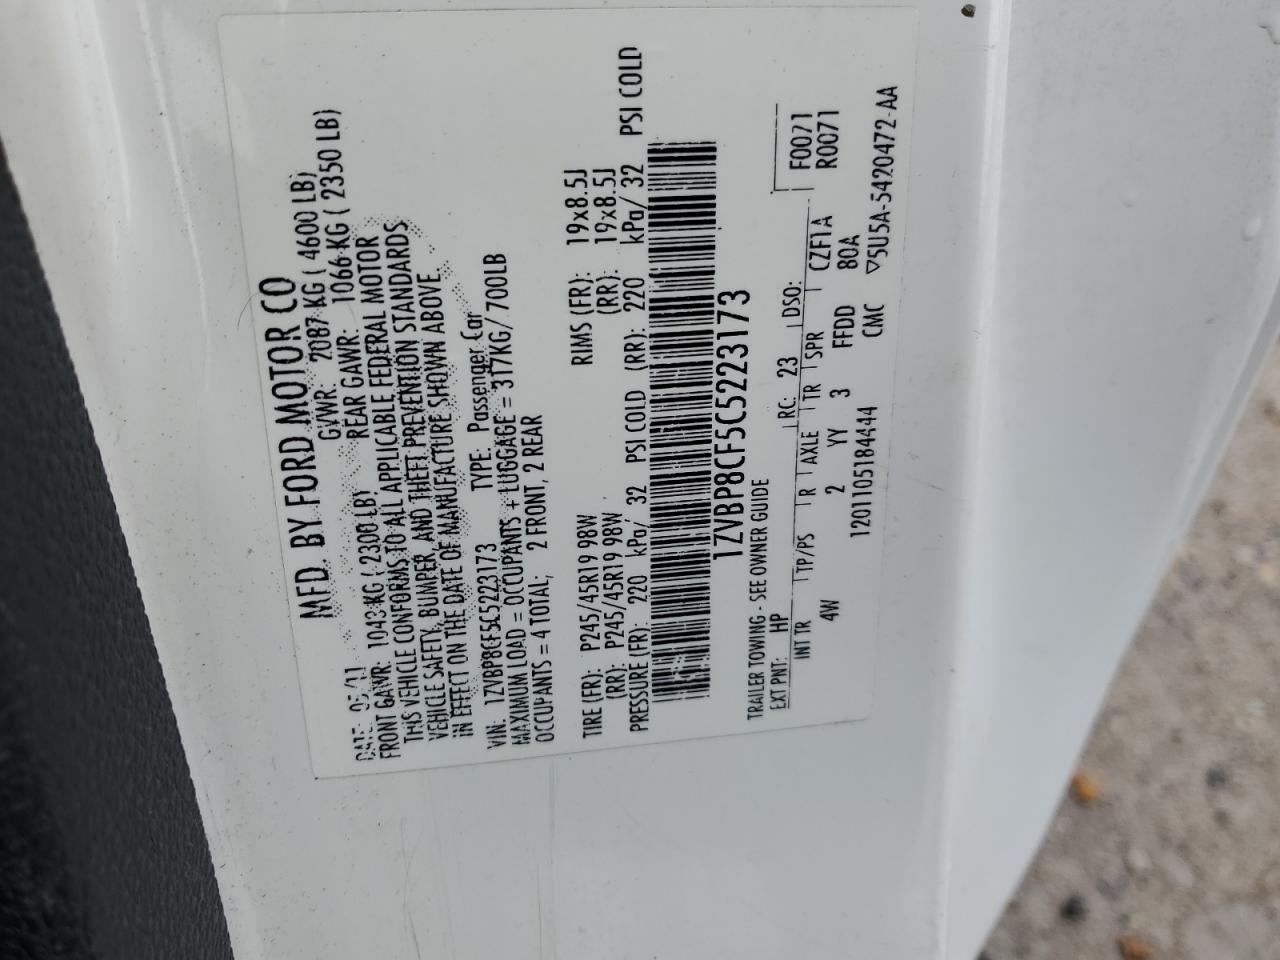 MFD. BY FORD MOTOR CO
DATE: 05/11 GVWR: 2087 KG ( 4600 LB)
FRONT GAWR: 1043 KG ( 2300 LB) REAR GAWR: 1066 KG ( 2350 LB)
THIS VEHICLE CONFORMS TO ALL APPLICABLE FEDERAL MOTOR
VEHICLE SAFETY, BUMPER, AND THEFT PREVENTION STANDARDS
IN EFFECT ON THE DATE OF MANUFACTURE SHOWN ABOVE.
VIN: 1ZVBP8CF5C5223173 TYPE: Passenger Car
MAXIMUM LOAD = OCCUPANTS + LUGGAGE = 317KG/ 700LB
OCCUPANTS = 4 TOTAL; 2 FRONT, 2 REAR
TIRE (FR): P245/45R19 98W RIMS (FR): 19x8.5J
(RR): P245/45R19 98W (RR): 19x8.5J
PRESSURE (FR): 220 kPa/ 32 PSI COLD (RR): 220 kPa/ 32 PSI COLD
1ZVBP8CF5C5223173
TRAILER TOWING - SEE OWNER GUIDE
EXT PNT: HP RC: 23 DSO: F0071
INT TR TP/PS R AXLE TR SPR R0071
4W 2 YY 3 FFDD CZF1A
80A
1201105184444 CMC ▽5U5A-5420472-AA